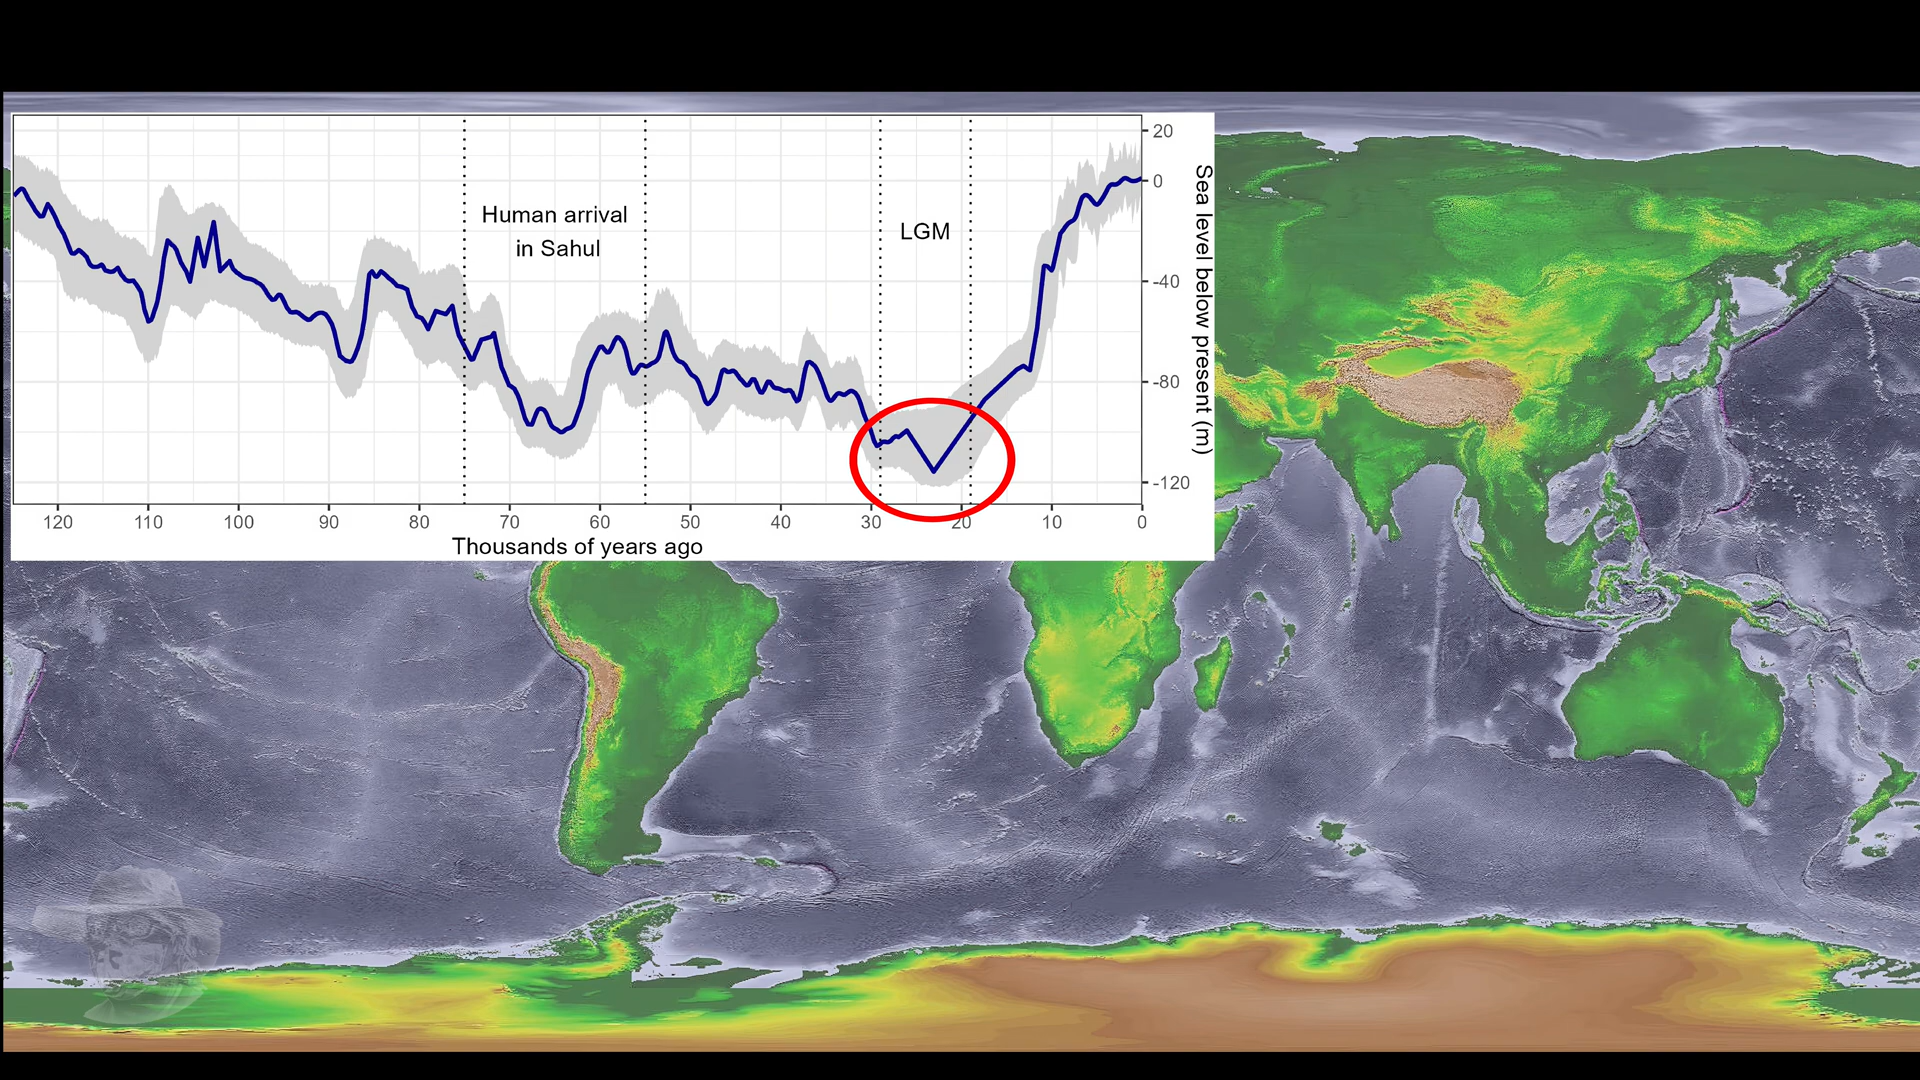 20
0
-40
-80
-120
Sea level below present (m)
Human arrival
in Sahul
LGM
120 110 100 90 80 70 60 50 40 30 20 10 0
Thousands of years ago